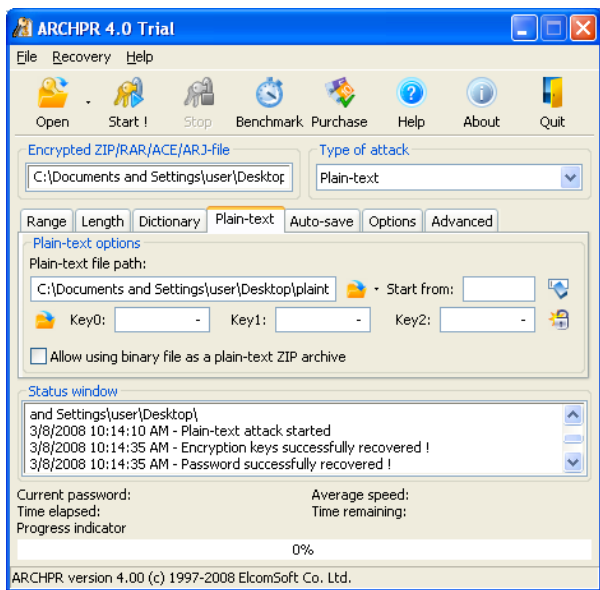 ARCHPR 4.0 Trial
File Recovery Help
Open Start ! Stop Benchmark Purchase Help About Quit
Encrypted ZIP/RAR/ACE/ARJ-file Type of attack
C:\Documents and Settings\user\Desktop Plain-text
Range Length Dictionary Plain-text Auto-save Options Advanced
Plain-text options
Plain-text file path:
C:\Documents and Settings\user\Desktop\plaint Start from:
Key0: - Key1: - Key2: -
Allow using binary file as a plain-text ZIP archive
Status window
and Settings\user\Desktop\
3/8/2008 10:14:10 AM - Plain-text attack started
3/8/2008 10:14:35 AM - Encryption keys successfully recovered !
3/8/2008 10:14:35 AM - Password successfully recovered !
Current password: Average speed:
Time elapsed: Time remaining:
Progress indicator
0%
ARCHPR version 4.00 (c) 1997-2008 ElcomSoft Co. Ltd.